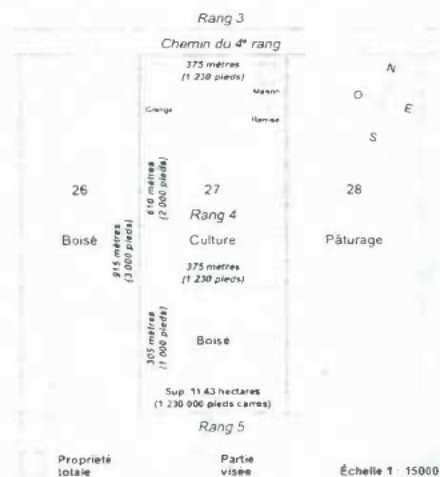 Rang 3
Chemin du 4e rang
375 mètres
(1 230 pieds)
N
O
E
S
Maison
Grange
Remise
26
27
28
610 mètres
(2 000 pieds)
Rang 4
Boisé
Culture
Pâturage
915 mètres
(3 000 pieds)
375 mètres
(1 230 pieds)
305 mètres
(1 000 pieds)
Boisé
Sup. 11.43 hectares
(1 230 000 pieds carrés)
Rang 5
Propriété
totale
Partie
visée
Échelle 1 : 15000